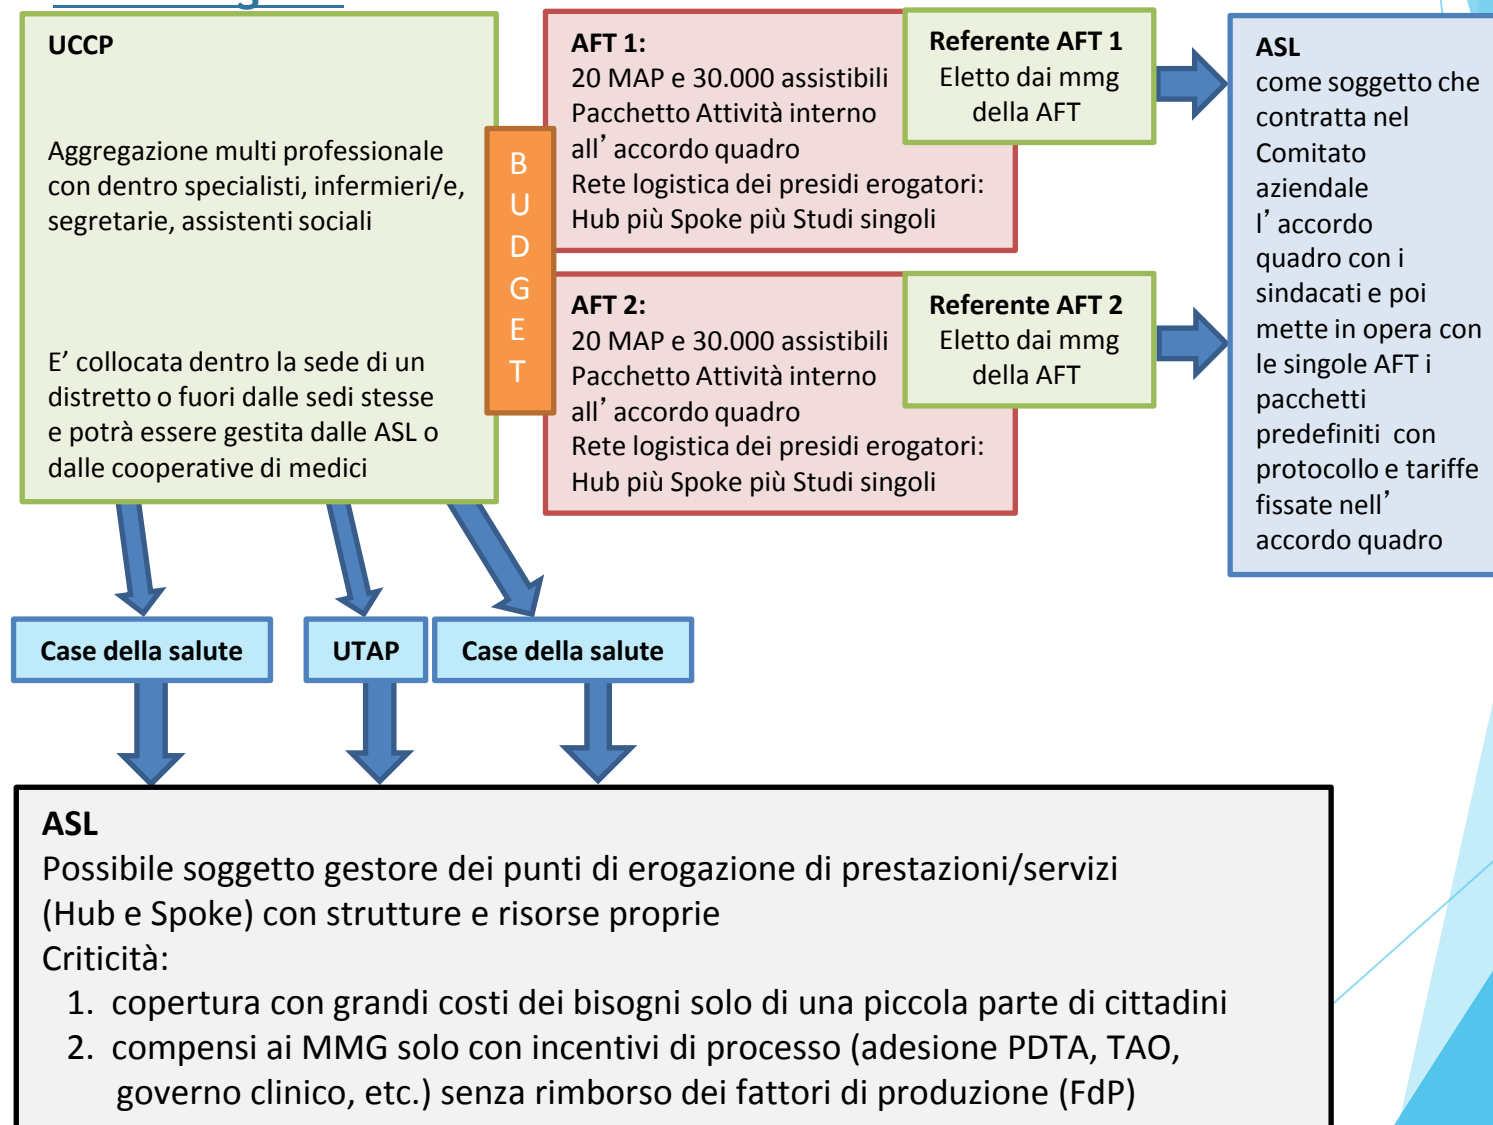 UCCP
Aggregazione multi professionale
con dentro specialisti, infermieri/e,
segretarie, assistenti sociali
E’ collocata dentro la sede di un
distretto o fuori dalle sedi stesse
e potrà essere gestita dalle ASL o
dalle cooperative di medici
B
U
D
G
E
T
AFT 1:
20 MAP e 30.000 assistibili
Pacchetto Attività interno
all’ accordo quadro
Rete logistica dei presidi erogatori:
Hub più Spoke più Studi singoli
Referente AFT 1
Eletto dai mmg
della AFT
AFT 2:
20 MAP e 30.000 assistibili
Pacchetto Attività interno
all’ accordo quadro
Rete logistica dei presidi erogatori:
Hub più Spoke più Studi singoli
Referente AFT 2
Eletto dai mmg
della AFT
ASL
come soggetto che
contratta nel
Comitato
aziendale
l’ accordo
quadro con i
sindacati e poi
mette in opera con
le singole AFT i
pacchetti
predefiniti con
protocollo e tariffe
fissate nell’
accordo quadro
Case della salute
UTAP
Case della salute
ASL
Possibile soggetto gestore dei punti di erogazione di prestazioni/servizi
(Hub e Spoke) con strutture e risorse proprie
Criticità:
1. copertura con grandi costi dei bisogni solo di una piccola parte di cittadini
2. compensi ai MMG solo con incentivi di processo (adesione PDTA, TAO,
governo clinico, etc.) senza rimborso dei fattori di produzione (FdP)